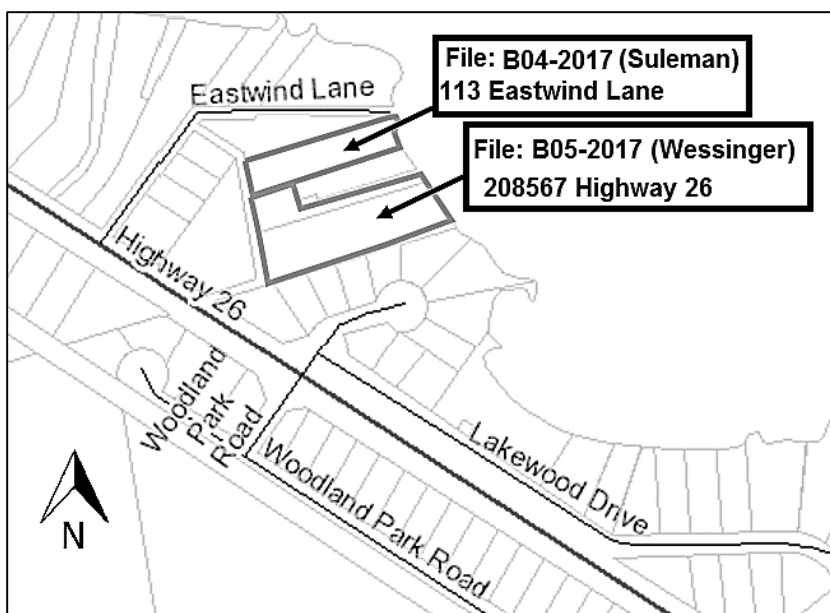 File: B04-2017 (Suleman)
113 Eastwind Lane
Eastwind Lane
File: B05-2017 (Wessinger)
208567 Highway 26
Highway 26
Woodland
Park
Road
Lakewood Drive
Woodland Park Road
N